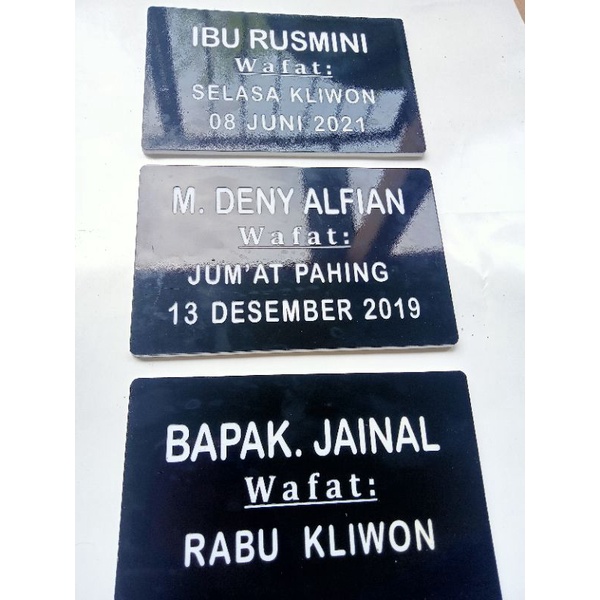 IBU RUSMINI
Wafat:
SELASA KLIWON
08 JUNI 2021
M. DENY ALFIAN
Wafat:
JUM'AT PAHING
13 DESEMBER 2019
BAPAK. JAINAL
Wafat:
RABU KLIWON